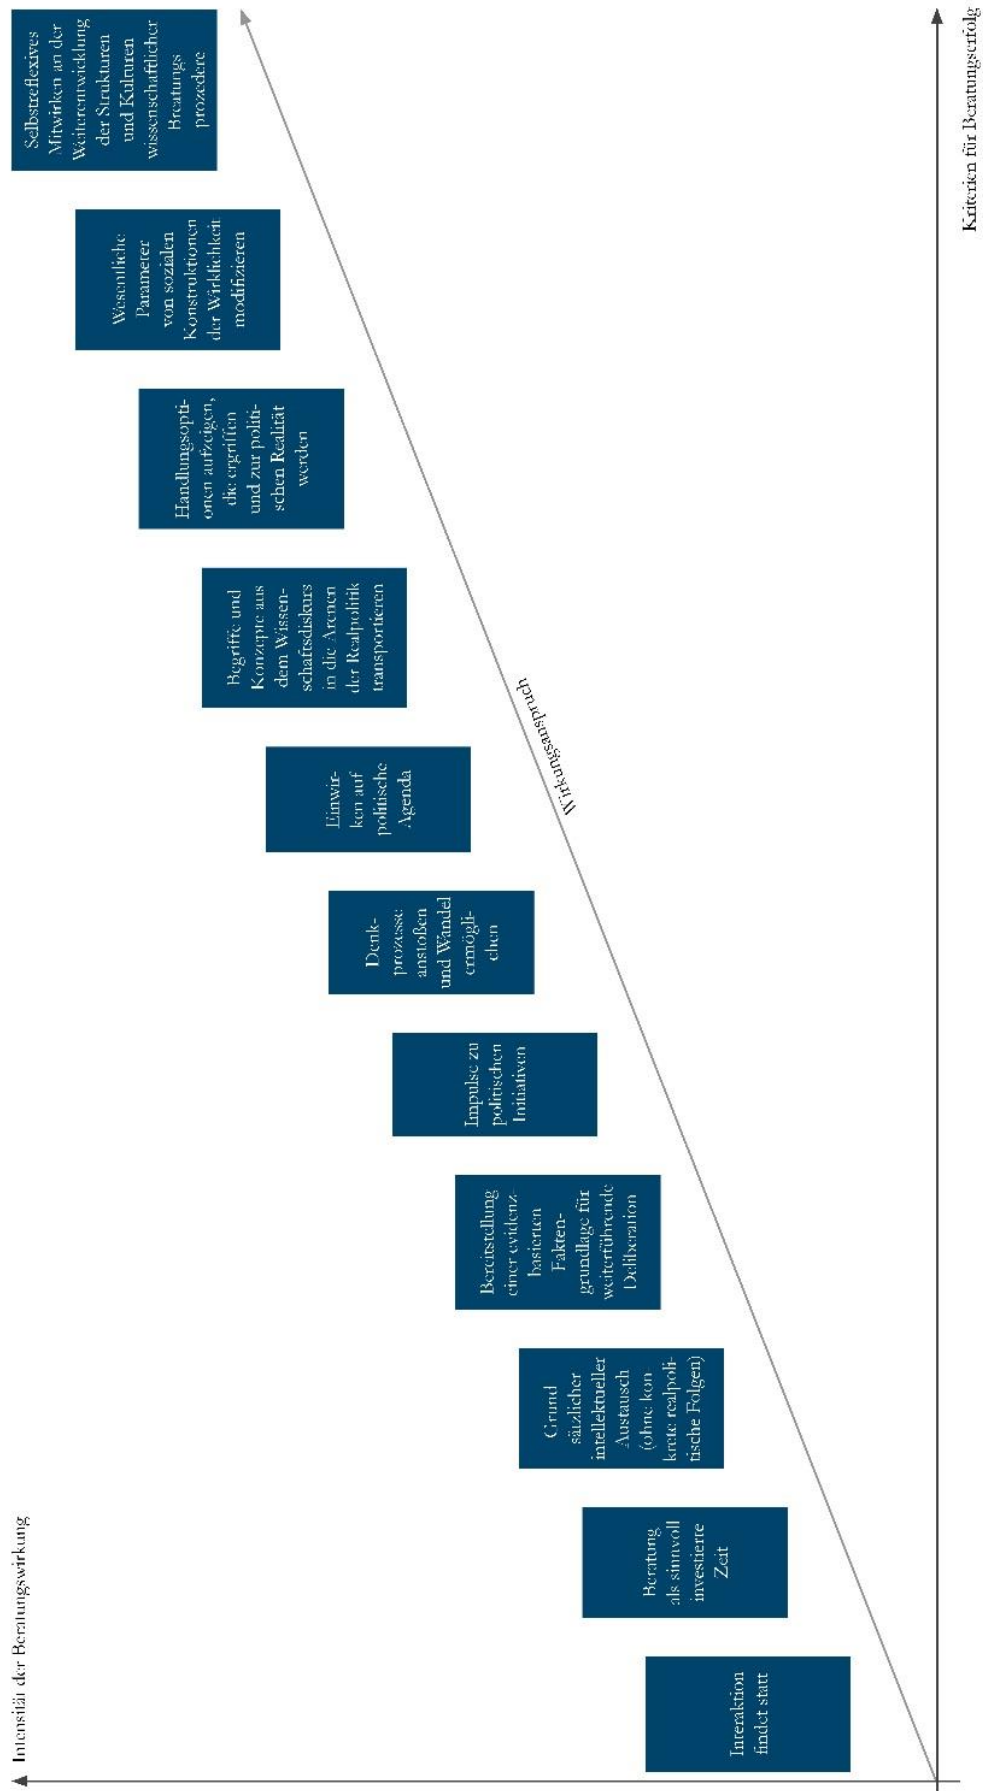 Intensität der Beratungswirkung
Interaktion
findet statt
Beratung
als sinnvoll
investierte
Zeit
Grund
sätzlicher
intellektueller
Austausch
(ohne kon-
krete realpoli-
tische Folgen)
Bereitstellung
einer evidenz-
basierten
Fakten-
grundlage für
weiterführende
Deliberation
Impulse zu
politischen
Initiativen
Denk-
prozesse
anstoßen
und Wandel
ermögli-
chen
Einwir-
ken auf
politische
Agenda
Begriffe und
Konzepte aus
dem Wissen-
schaftsdiskurs
in die Arenen
der Realpolitik
transportieren
Handlungsopti-
onen aufzeigen,
die ergriffen
und zur politi-
schen Realität
werden
Wesentliche
Parameter
von sozialen
Konstruktionen
der Wirklichkeit
modifizieren
Selbstreflexives
Mitwirken an der
Weiterentwicklung
der Strukturen
und Kulturen
wissenschaftlicher
Breatungs
prozedere
Wirkungsanspruch
Kriterien für Beratungserfolg